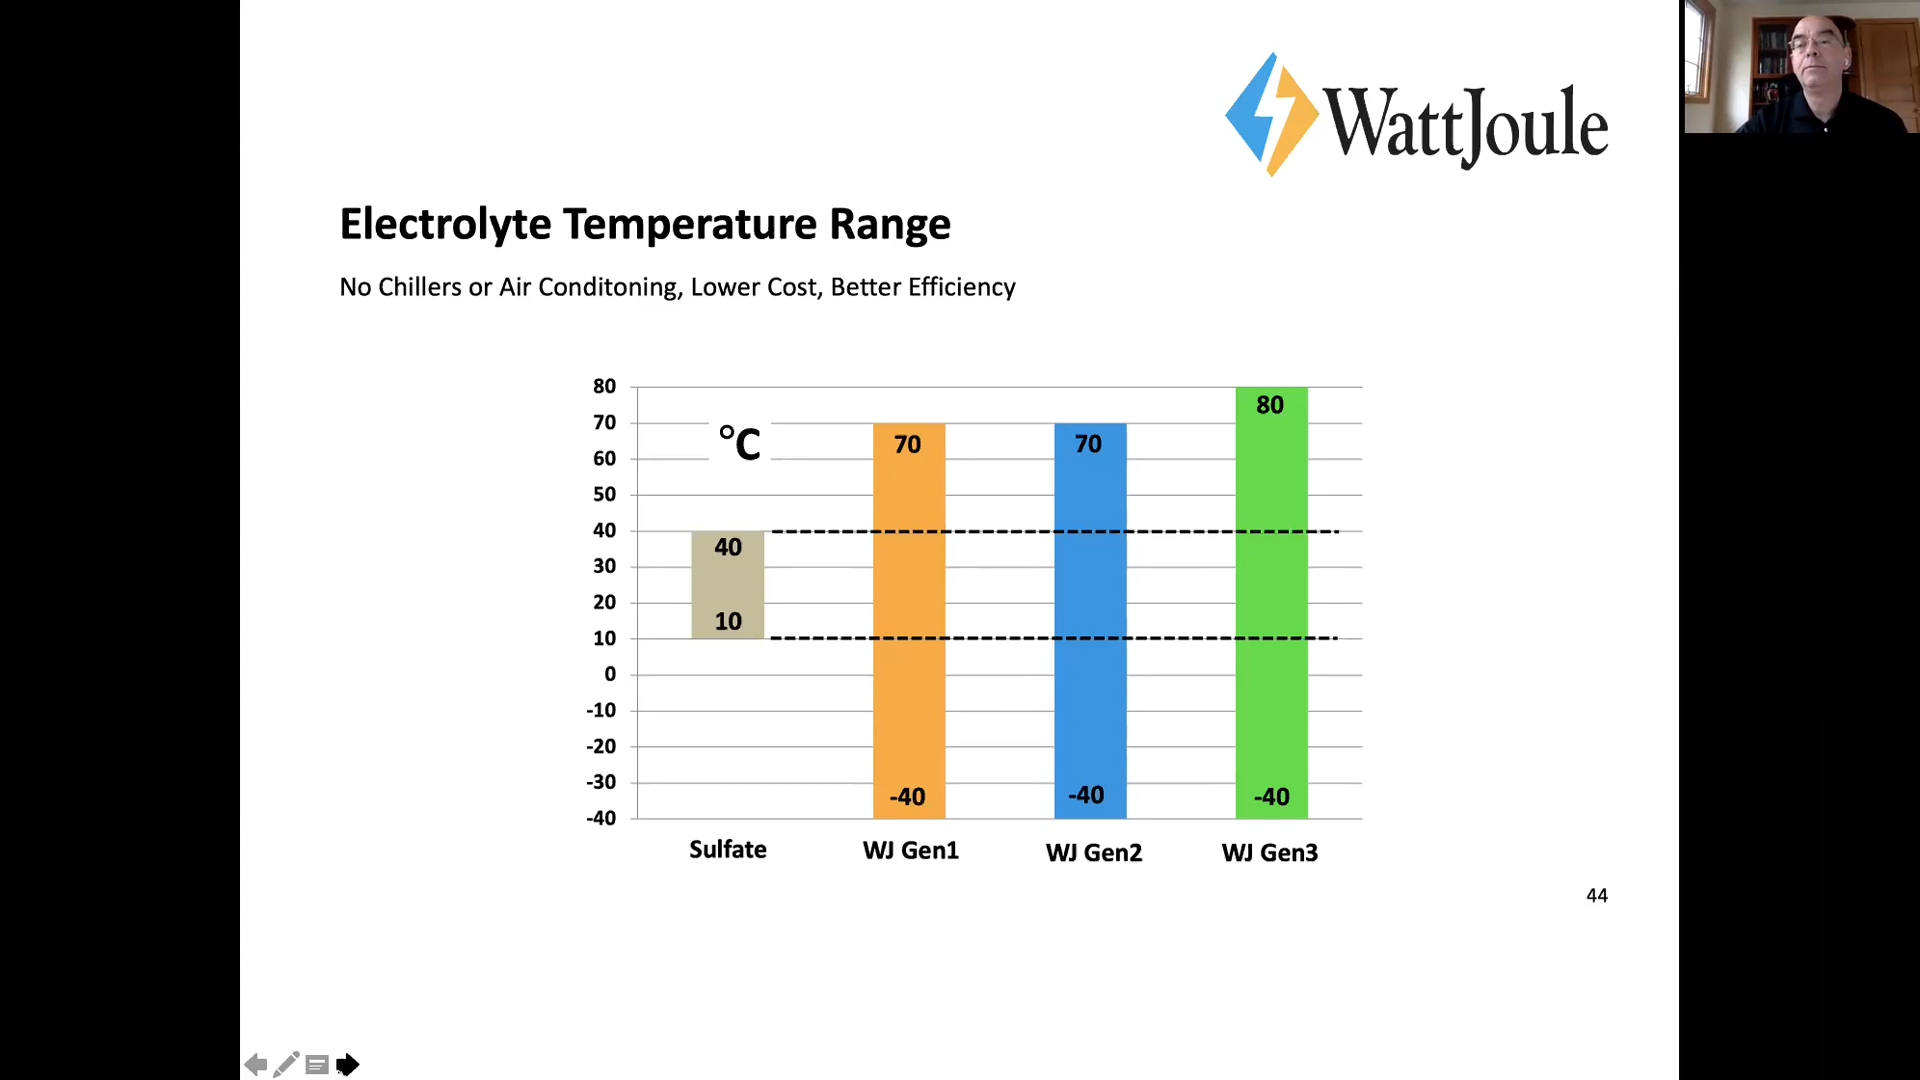 WattJoule
Electrolyte Temperature Range
No Chillers or Air Conditoning, Lower Cost, Better Efficiency
80
70
60
50
40
30
20
10
0
-10
-20
-30
-40
°C
40
10
70
-40
70
-40
80
-40
Sulfate
WJ Gen1
WJ Gen2
WJ Gen3
44